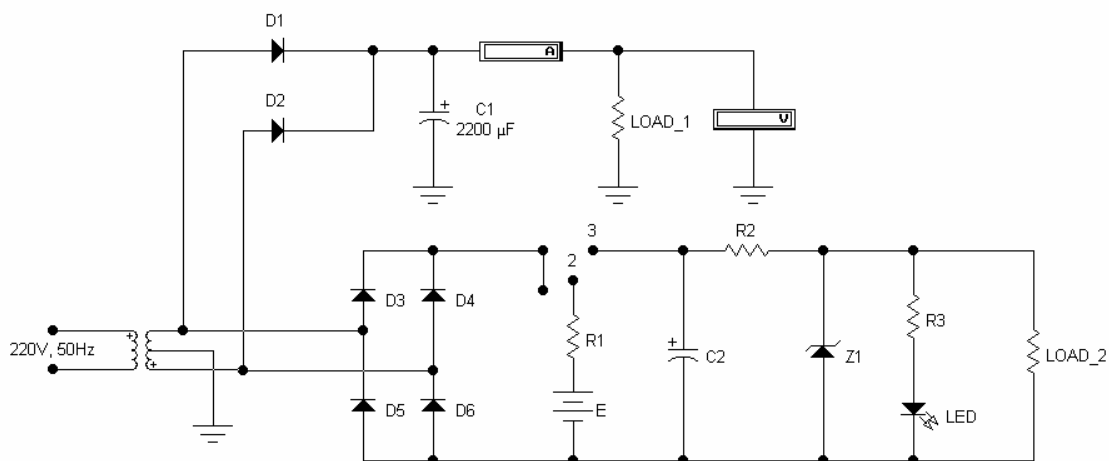 D1
A
D2
C1
2200 µF
LOAD_1
V
3
R2
2
D3
D4
R1
R3
220V, 50Hz
C2
Z1
LOAD_2
D5
D6
E
LED